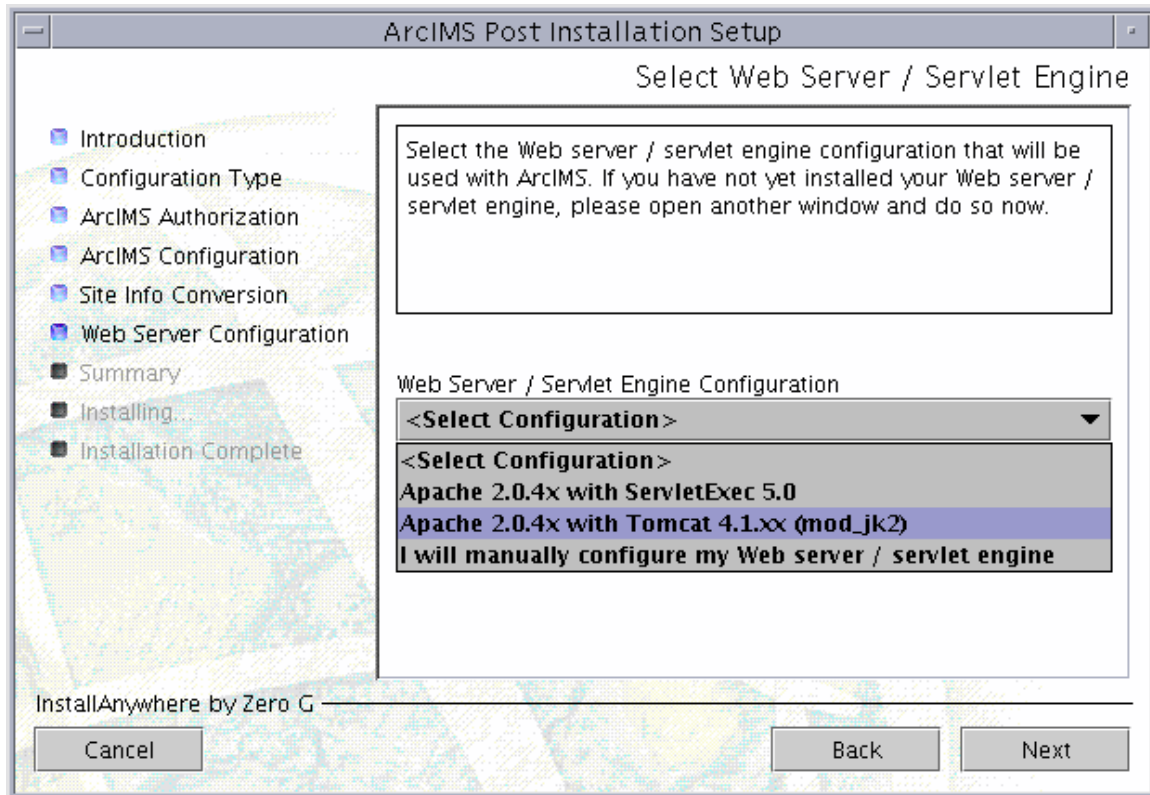 ArcIMS Post Installation Setup
Select Web Server / Servlet Engine
Introduction
Configuration Type
ArcIMS Authorization
ArcIMS Configuration
Site Info Conversion
Web Server Configuration
Summary
Installing...
Installation Complete
Select the Web server / servlet engine configuration that will be
used with ArcIMS. If you have not yet installed your Web server /
servlet engine, please open another window and do so now.
Web Server / Servlet Engine Configuration
<Select Configuration>
<Select Configuration>
Apache 2.0.4x with ServletExec 5.0
Apache 2.0.4x with Tomcat 4.1.xx (mod_jk2)
I will manually configure my Web server / servlet engine
InstallAnywhere by Zero G
Cancel
Back
Next